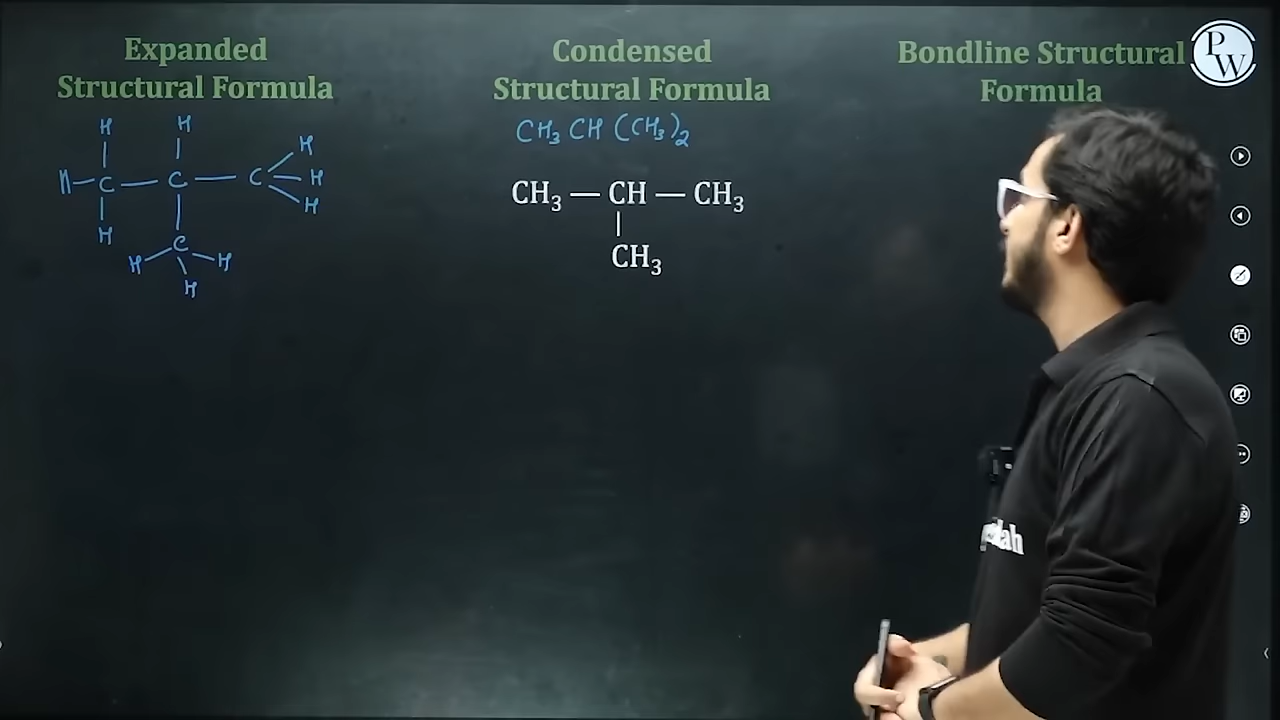 Expanded
Structural Formula
H H H
H — C — C — C — H
H H
C
H H
H
Condensed
Structural Formula
CH₃ CH (CH₃)₂
CH₃ — CH — CH₃
|
CH₃
Bondline Structural
Formula
PW